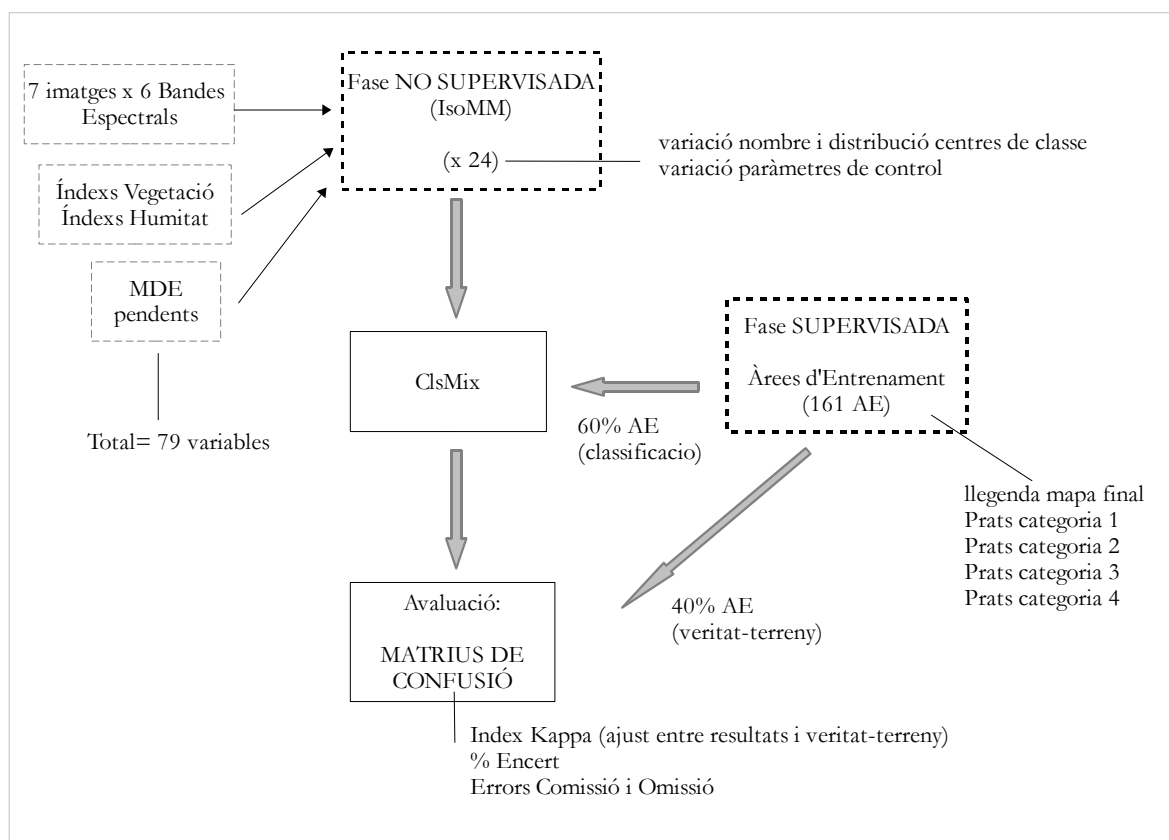 7 imatges x 6 Bandes
Espectrals
Índexs Vegetació
Índexs Humitat
MDE
pendents
Total= 79 variables
Fase NO SUPERVISADA
(IsoMM)
(x 24)
variació nombre i distribució centres de classe
variació paràmetres de control
ClsMix
Fase SUPERVISADA
Àrees d'Entrenament
(161 AE)
60% AE
(classificacio)
llegenda mapa final
Prats categoria 1
Prats categoria 2
Prats categoria 3
Prats categoria 4
40% AE
(veritat-terreny)
Avaluació:
MATRIUS DE
CONFUSIÓ
Index Kappa (ajust entre resultats i veritat-terreny)
% Encert
Errors Comissió i Omissió